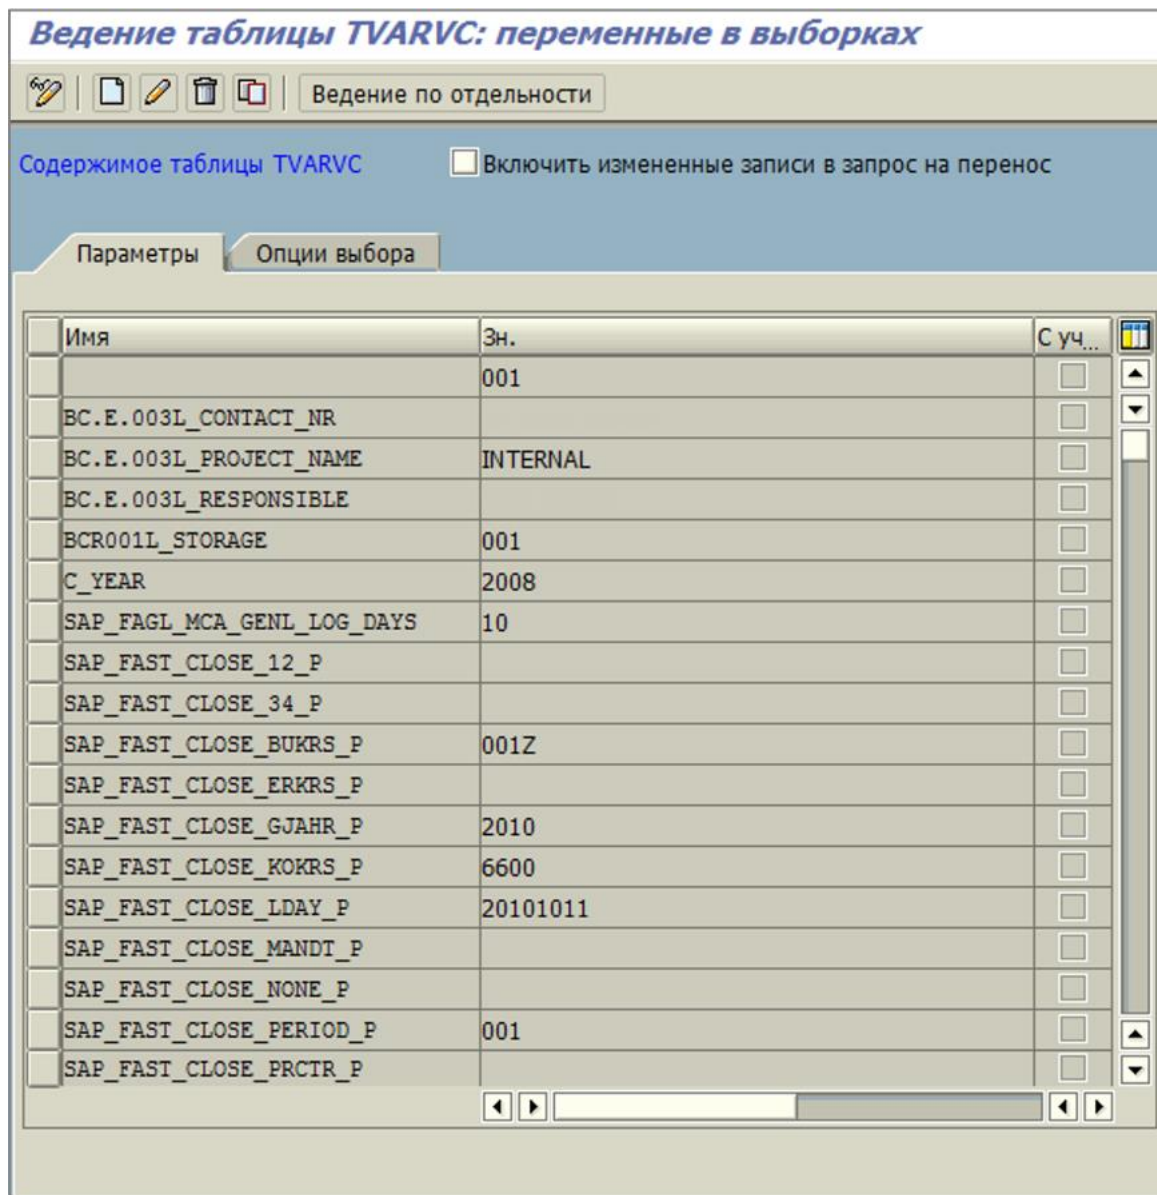 Ведение таблицы TVARVC: переменные в выборках
Ведение по отдельности
Содержимое таблицы TVARVC Включить измененные записи в запрос на перенос
Параметры Опции выбора
Имя Зн. С уч...
001
BC.E.003L_CONTACT_NR
BC.E.003L_PROJECT_NAME INTERNAL
BC.E.003L_RESPONSIBLE
BCR001L_STORAGE 001
C_YEAR 2008
SAP_FAGL_MCA_GENL_LOG_DAYS 10
SAP_FAST_CLOSE_12_P
SAP_FAST_CLOSE_34_P
SAP_FAST_CLOSE_BUKRS_P 001Z
SAP_FAST_CLOSE_ERKRS_P
SAP_FAST_CLOSE_GJAHR_P 2010
SAP_FAST_CLOSE_KOKRS_P 6600
SAP_FAST_CLOSE_LDAY_P 20101011
SAP_FAST_CLOSE_MANDT_P
SAP_FAST_CLOSE_NONE_P
SAP_FAST_CLOSE_PERIOD_P 001
SAP_FAST_CLOSE_PRCTR_P